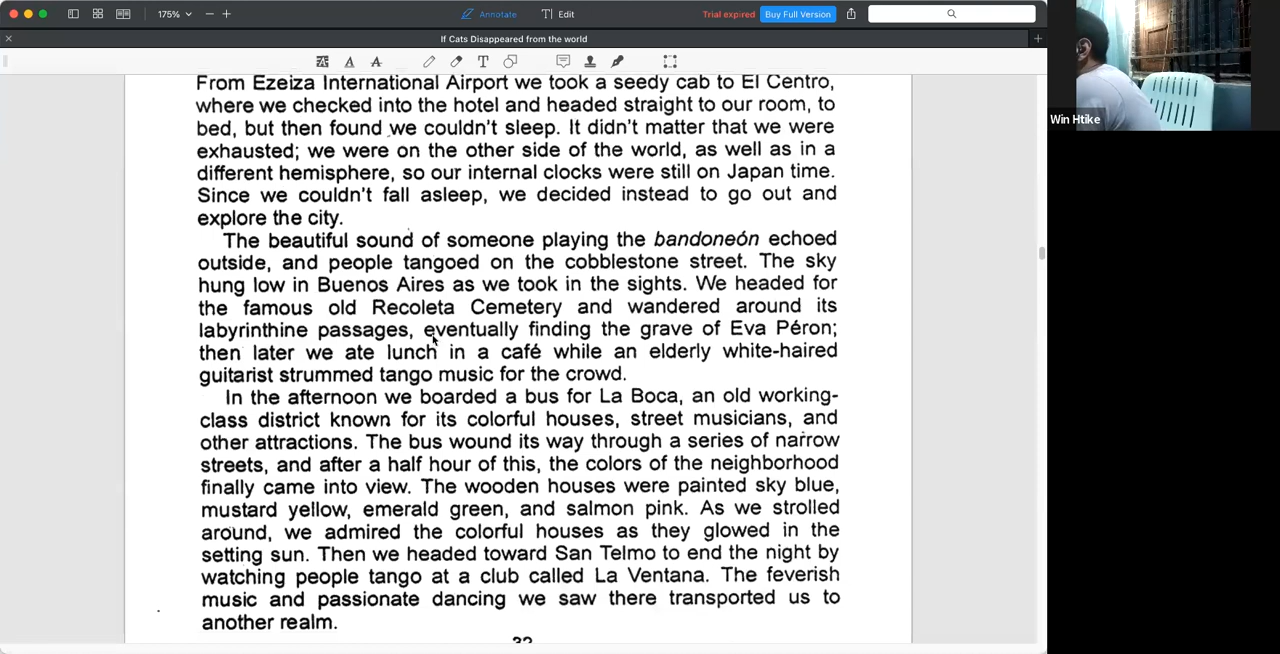 175%
Annotate
Edit
Trial expired
Buy Full Version
If Cats Disappeared from the world
Win Htike
From Ezeiza International Airport we took a seedy cab to El Centro,
where we checked into the hotel and headed straight to our room, to
bed, but then found we couldn't sleep. It didn't matter that we were
exhausted; we were on the other side of the world, as well as in a
different hemisphere, so our internal clocks were still on Japan time.
Since we couldn't fall asleep, we decided instead to go out and
explore the city.
The beautiful sound of someone playing the bandoneón echoed
outside, and people tangoed on the cobblestone street. The sky
hung low in Buenos Aires as we took in the sights. We headed for
the famous old Recoleta Cemetery and wandered around its
labyrinthine passages, eventually finding the grave of Eva Péron;
then later we ate lunch in a café while an elderly white-haired
guitarist strummed tango music for the crowd.
In the afternoon we boarded a bus for La Boca, an old working-
class district known for its colorful houses, street musicians, and
other attractions. The bus wound its way through a series of narrow
streets, and after a half hour of this, the colors of the neighborhood
finally came into view. The wooden houses were painted sky blue,
mustard yellow, emerald green, and salmon pink. As we strolled
around, we admired the colorful houses as they glowed in the
setting sun. Then we headed toward San Telmo to end the night by
watching people tango at a club called La Ventana. The feverish
music and passionate dancing we saw there transported us to
another realm.